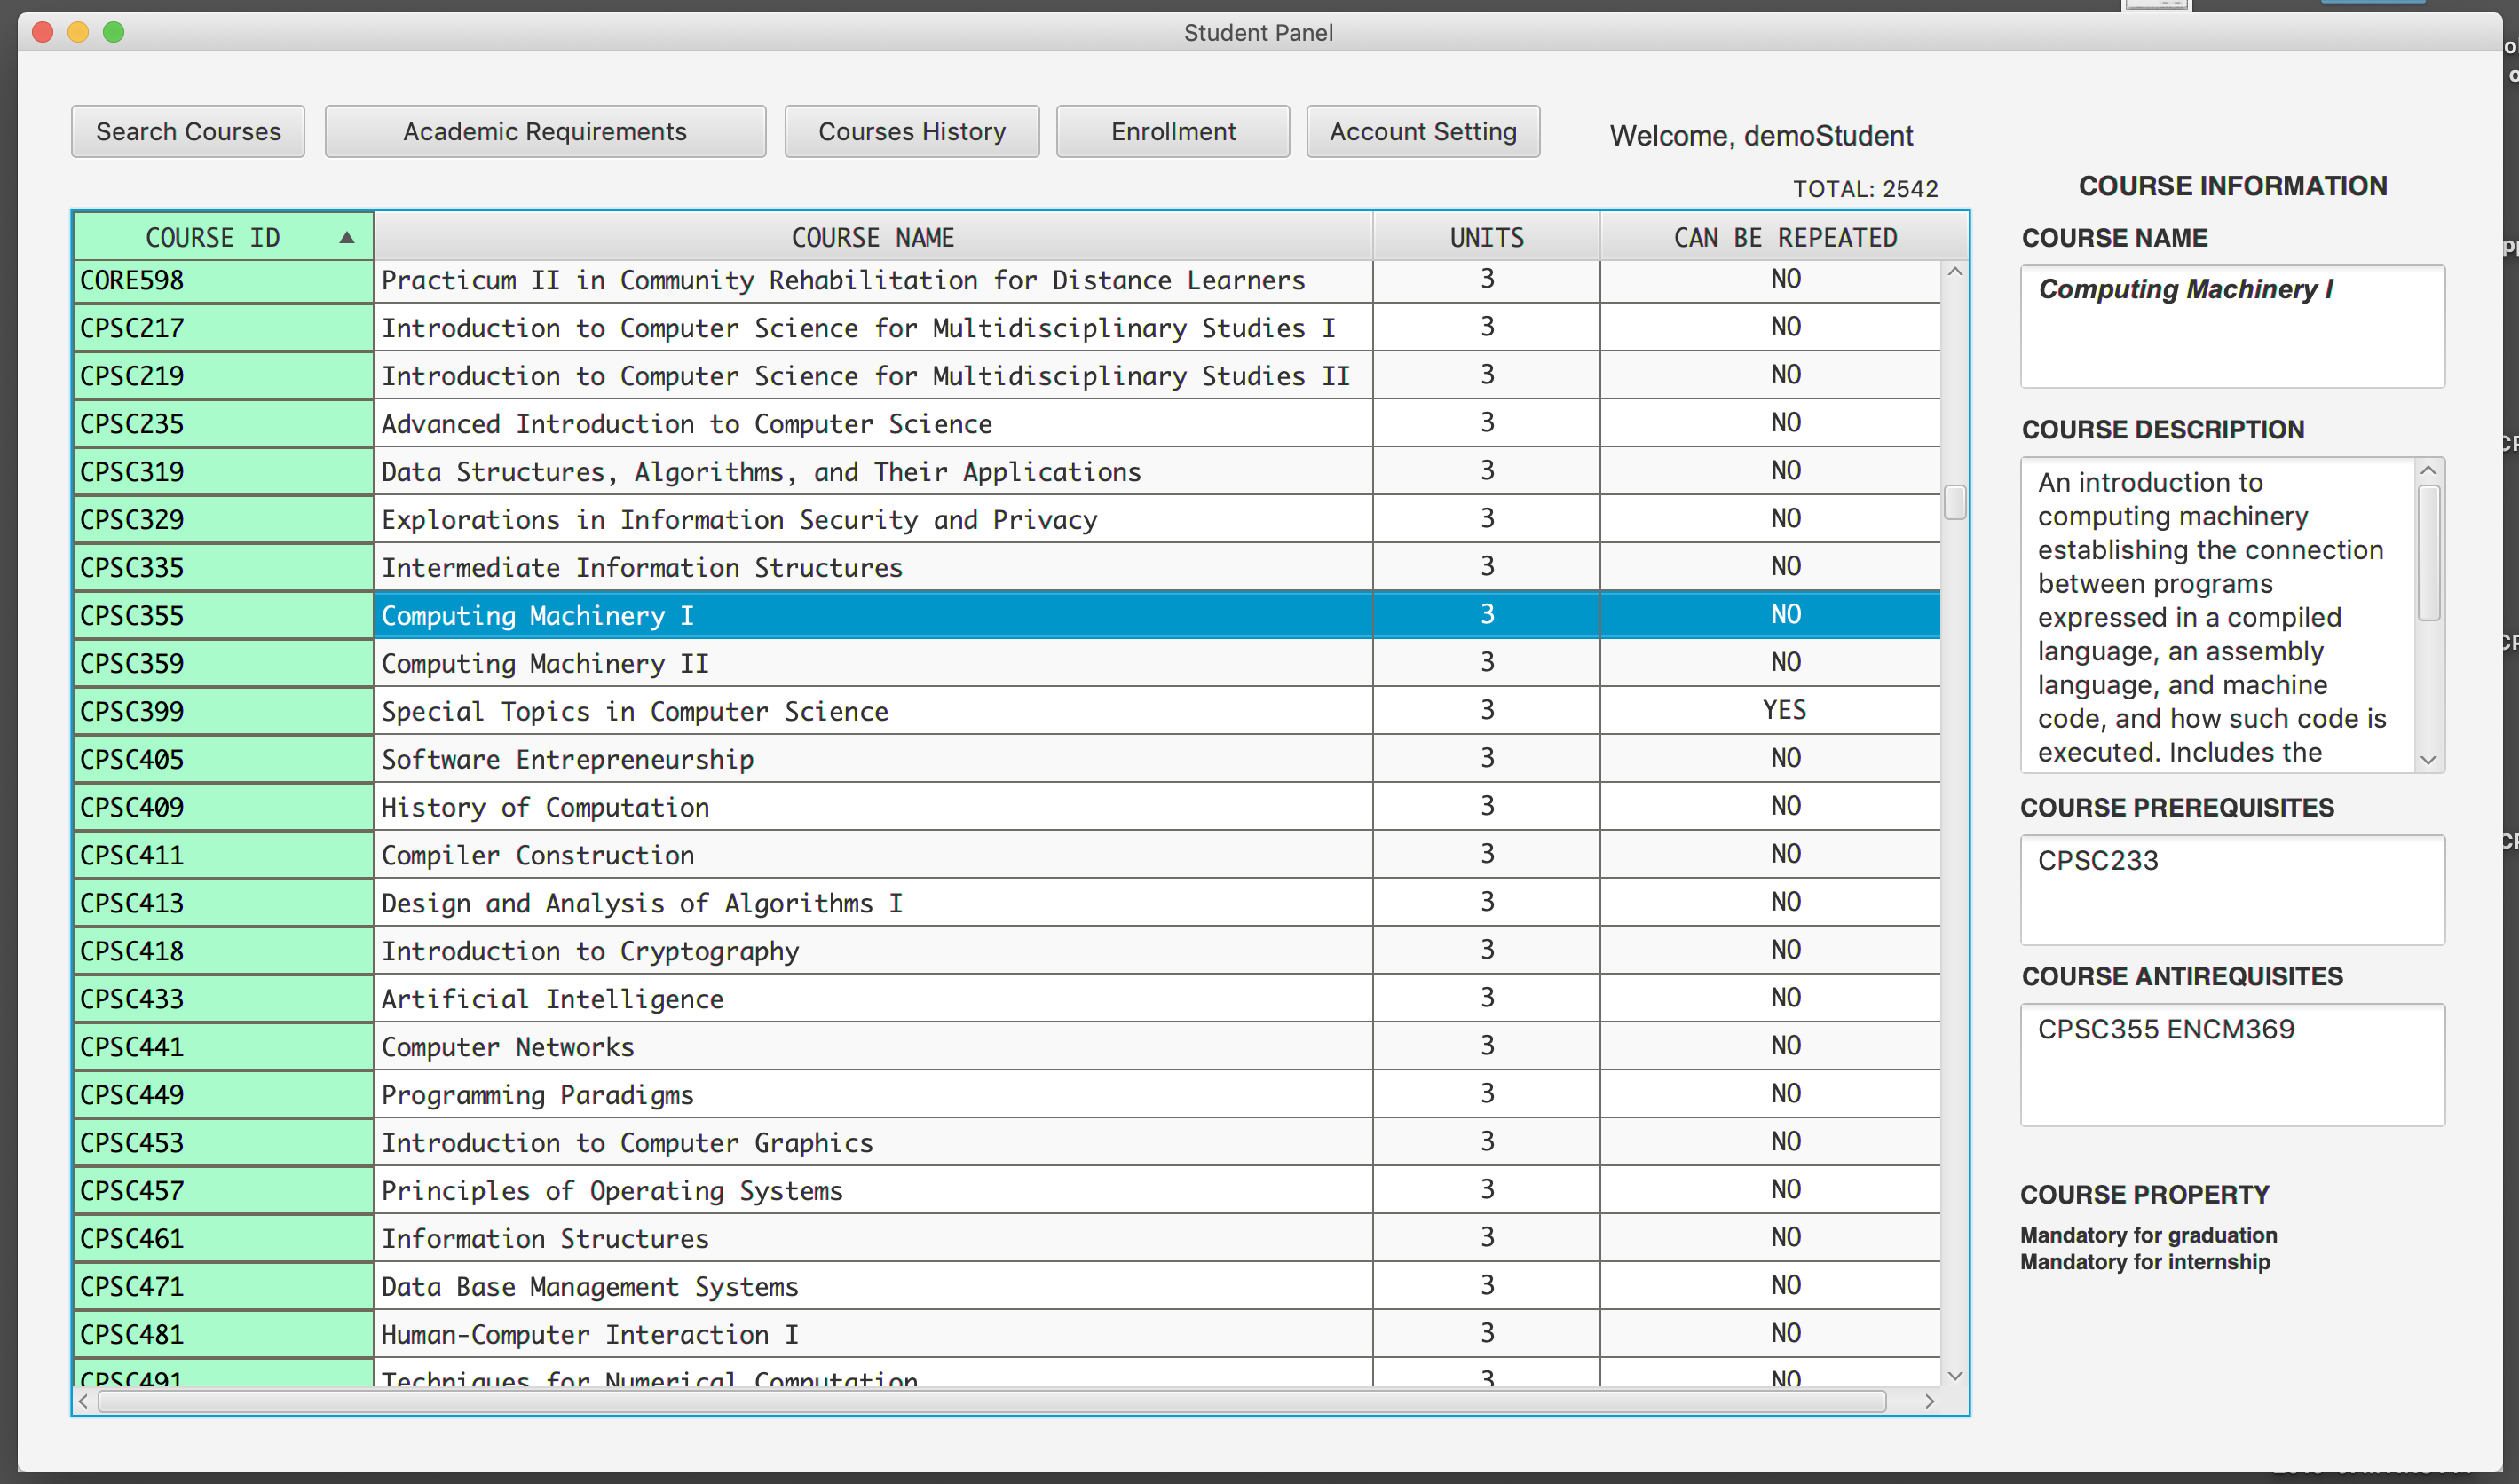 Student Panel
Search Courses Academic Requirements Courses History Enrollment Account Setting Welcome, demoStudent
TOTAL: 2542
COURSE ID COURSE NAME UNITS CAN BE REPEATED
CORE598 Practicum II in Community Rehabilitation for Distance Learners 3 NO
CPSC217 Introduction to Computer Science for Multidisciplinary Studies I 3 NO
CPSC219 Introduction to Computer Science for Multidisciplinary Studies II 3 NO
CPSC235 Advanced Introduction to Computer Science 3 NO
CPSC319 Data Structures, Algorithms, and Their Applications 3 NO
CPSC329 Explorations in Information Security and Privacy 3 NO
CPSC335 Intermediate Information Structures 3 NO
CPSC355 Computing Machinery I 3 NO
CPSC359 Computing Machinery II 3 NO
CPSC399 Special Topics in Computer Science 3 YES
CPSC405 Software Entrepreneurship 3 NO
CPSC409 History of Computation 3 NO
CPSC411 Compiler Construction 3 NO
CPSC413 Design and Analysis of Algorithms I 3 NO
CPSC418 Introduction to Cryptography 3 NO
CPSC433 Artificial Intelligence 3 NO
CPSC441 Computer Networks 3 NO
CPSC449 Programming Paradigms 3 NO
CPSC453 Introduction to Computer Graphics 3 NO
CPSC457 Principles of Operating Systems 3 NO
CPSC461 Information Structures 3 NO
CPSC471 Data Base Management Systems 3 NO
CPSC481 Human-Computer Interaction I 3 NO
CPSC491 Techniques for Numerical Computation 3 NO
COURSE INFORMATION
COURSE NAME
Computing Machinery I
COURSE DESCRIPTION
An introduction to
computing machinery
establishing the connection
between programs
expressed in a compiled
language, an assembly
language, and machine
code, and how such code is
executed. Includes the
COURSE PREREQUISITES
CPSC233
COURSE ANTIREQUISITES
CPSC355 ENCM369
COURSE PROPERTY
Mandatory for graduation
Mandatory for internship